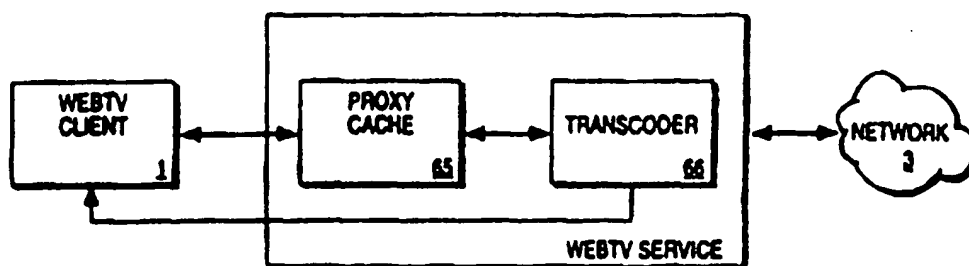 WEBTV
CLIENT
1
PROXY
CACHE
65
TRANSCODER
66
NETWORK
3
WEBTV SERVICE